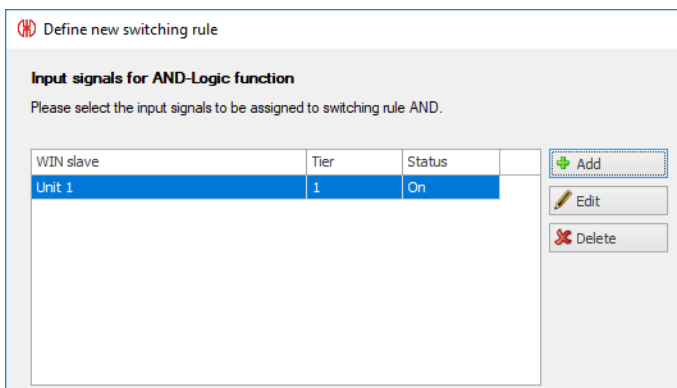 Define new switching rule
Input signals for AND-Logic function
Please select the input signals to be assigned to switching rule AND.
WIN slave Tier Status
Unit 1 1 On
Add
Edit
Delete